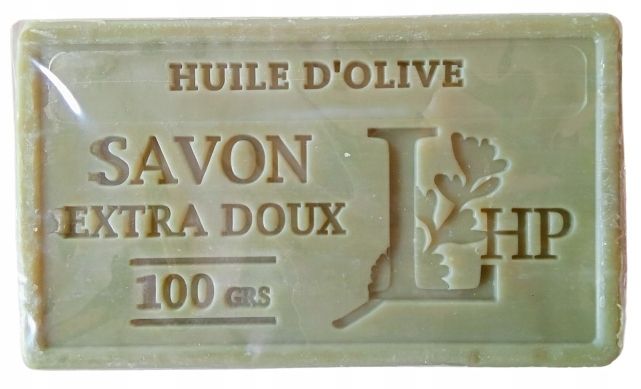 HUILE D'OLIVE
SAVON
EXTRA DOUX
100 GRS
LHP